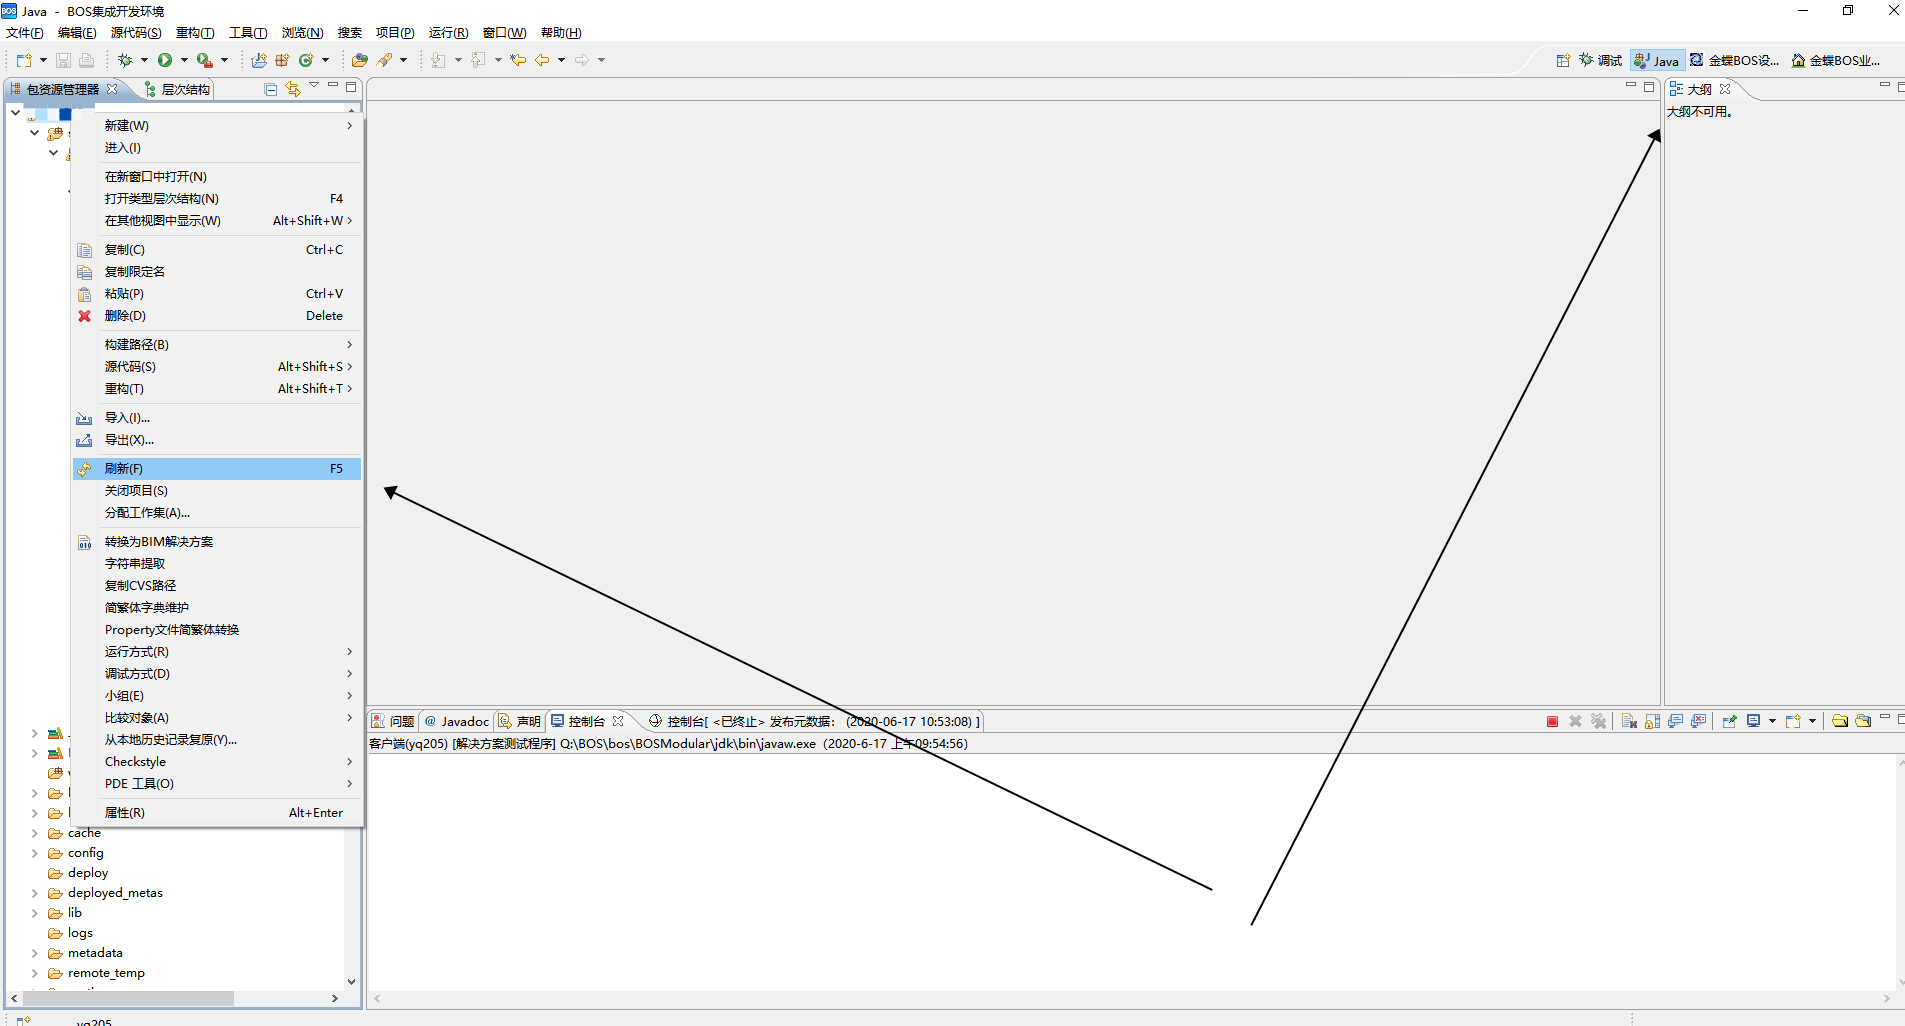 BOS Java - BOS集成开发环境
文件(F) 编辑(E) 源代码(S) 重构(T) 工具(T) 浏览(N) 搜索 项目(P) 运行(R) 窗口(W) 帮助(H)
调试 Java 金蝶BOS设... 金蝶BOS业...
包资源管理器 层次结构
大纲
大纲不可用。
新建(W)
进入(I)
在新窗口中打开(N)
打开类型层次结构(N) F4
在其他视图中显示(W) Alt+Shift+W
复制(C) Ctrl+C
复制限定名
粘贴(P) Ctrl+V
删除(D) Delete
构建路径(B)
源代码(S) Alt+Shift+S
重构(T) Alt+Shift+T
导入(I)...
导出(X)...
刷新(F) F5
关闭项目(S)
分配工作集(A)...
转换为BIM解决方案
字符串提取
复制CVS路径
简繁体字典维护
Property文件简繁体转换
运行方式(R)
调试方式(D)
小组(E)
比较对象(A)
从本地历史记录复原(Y)...
Checkstyle
PDE 工具(O)
属性(R) Alt+Enter
cache
config
deploy
deployed_metas
lib
logs
metadata
remote_temp
问题 @ Javadoc 声明 控制台 控制台[ <已终止> 发布元数据: (2020-06-17 10:53:08) ]
客户端(yq205) [解决方案测试程序] Q:\BOS\bos\BOSModular\jdk\bin\javaw.exe（2020-6-17 上午09:54:56）
yq205